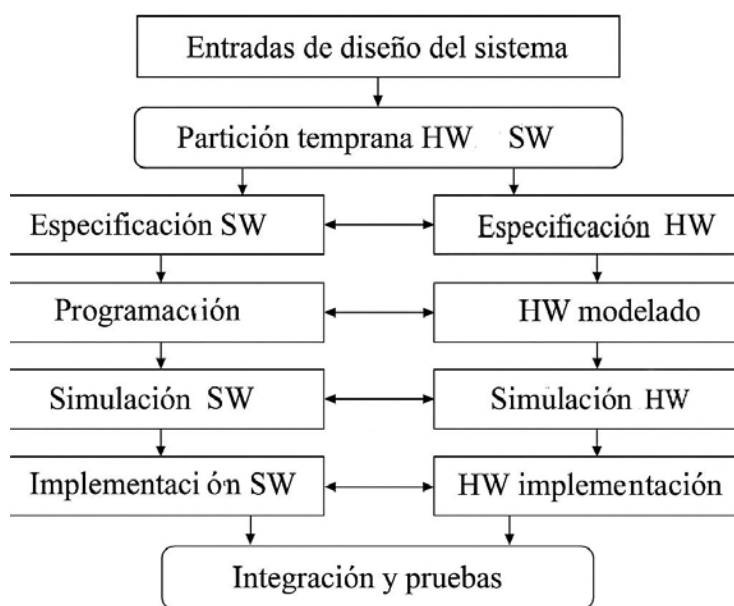 Entradas de diseño del sistema
Partición temprana HW SW
Especificación SW
Especificación HW
Programación
HW modelado
Simulación SW
Simulación HW
Implementación SW
HW implementación
Integración y pruebas